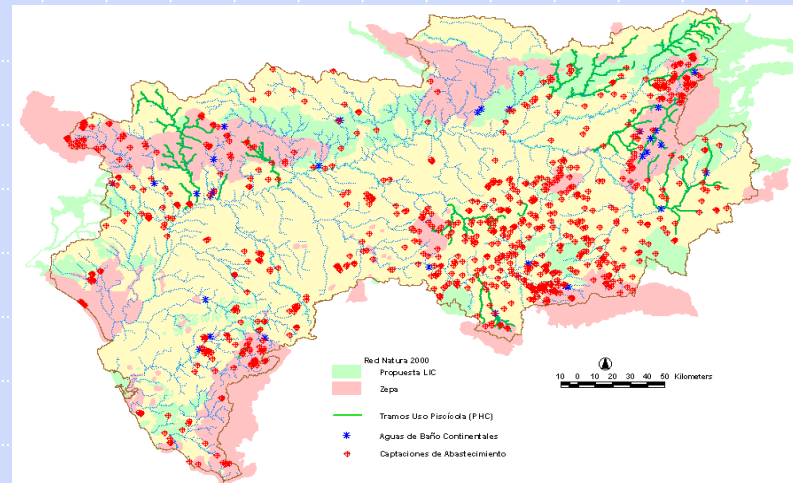 Red Natura 2000
Propuesta LIC
Zepa
10 0 10 20 30 40 50 Kilometers
Tramos Uso Piscícola (PHC)
Aguas de Baño Continentales
Captaciones de Abastecimiento